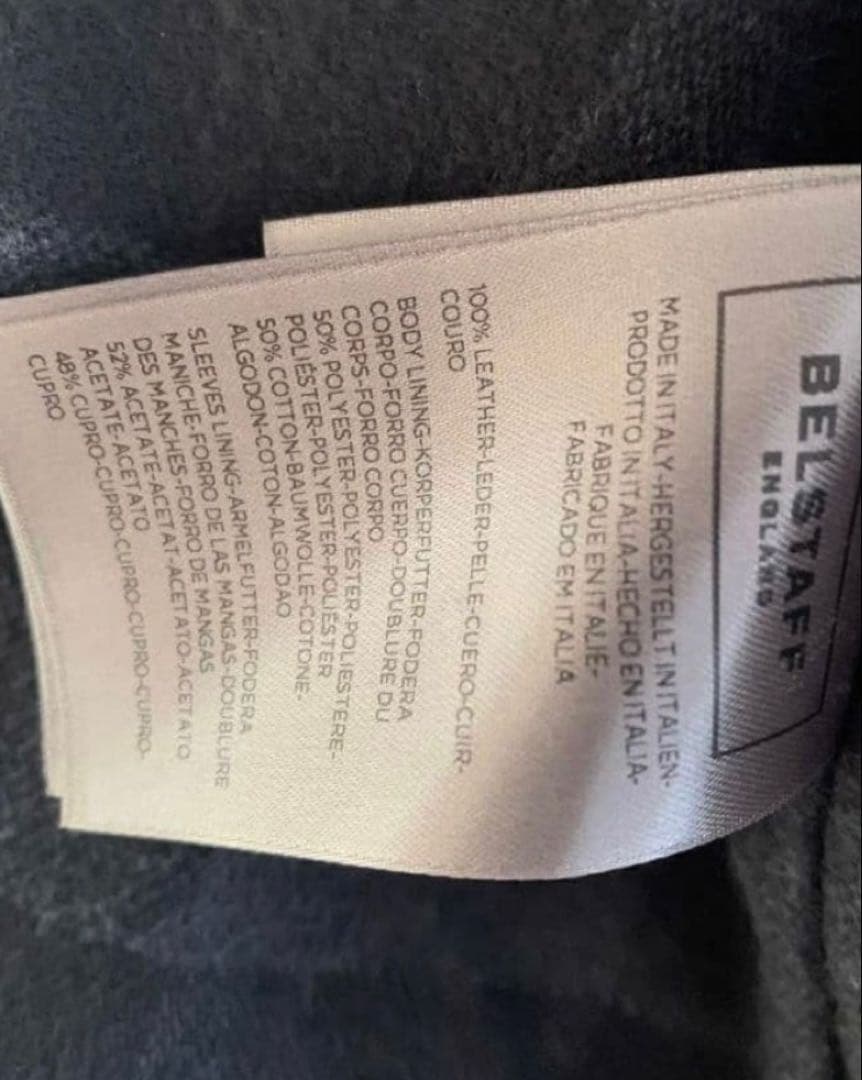 BELSTAFF
ENGLAND
MADE IN ITALY-HERGESTELLT IN ITALIEN-
PRODOTTO IN ITALIA-HECHO EN ITALIA-
FABRIQUE EN ITALIE-
FABRICADO EM ITALIA
100% LEATHER-LEDER-PELLE-CUERO-CUIR-
COURO
BODY LINING-KORPERFUTTER-FODERA
CORPO-FORRO CUERPO-DOUBLURE DU
CORPS-FORRO CORPO
50% POLYESTER-POLYESTER-POLIESTERE-
POLIÉSTER-POLYESTER-POLIÉSTER
50% COTTON-BAUMWOLLE-COTONE-
ALGODON-COTON-ALGODAO
SLEEVES LINING-ARMELFUTTER-FODERA
MANICHE-FORRO DE LAS MANGAS-DOUBLURE
DES MANCHES-FORRO DE MANGAS
52% ACETATE-ACETAT-ACETATO-ACETATO
ACETATE-ACETATO
48% CUPRO-CUPRO-CUPRO-CUPRO-CUPRO-
CUPRO